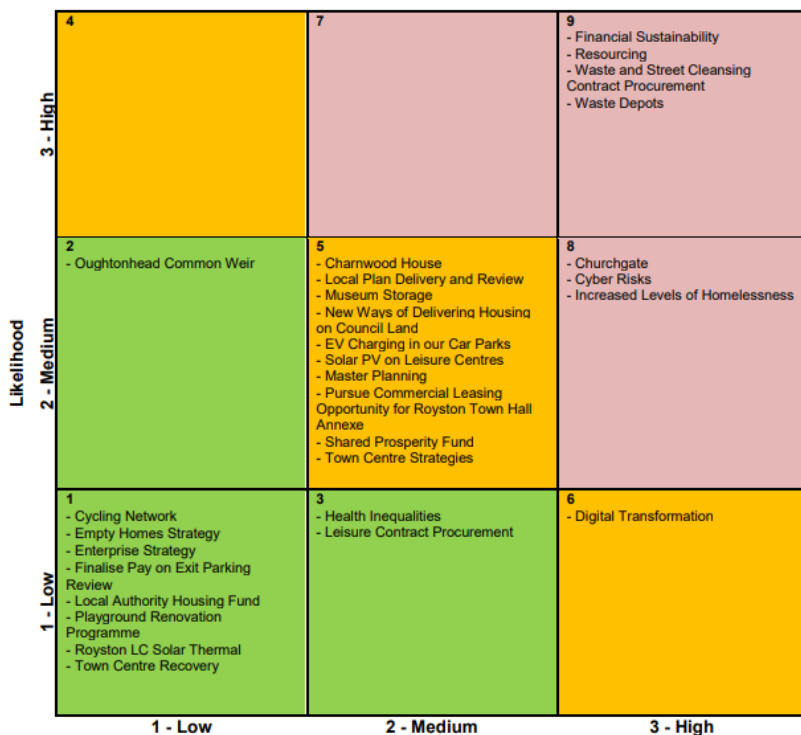 4
7
9
- Financial Sustainability
- Resourcing
- Waste and Street Cleansing
Contract Procurement
- Waste Depots
3 - High
2
- Oughtonhead Common Weir
5
- Charnwood House
- Local Plan Delivery and Review
- Museum Storage
- New Ways of Delivering Housing
on Council Land
- EV Charging in our Car Parks
- Solar PV on Leisure Centres
- Master Planning
- Pursue Commercial Leasing
Opportunity for Royston Town Hall
Annexe
- Shared Prosperity Fund
- Town Centre Strategies
8
- Churchgate
- Cyber Risks
- Increased Levels of Homelessness
Likelihood
2 - Medium
1
- Cycling Network
- Empty Homes Strategy
- Enterprise Strategy
- Finalise Pay on Exit Parking
Review
- Local Authority Housing Fund
- Playground Renovation
Programme
- Royston LC Solar Thermal
- Town Centre Recovery
3
- Health Inequalities
- Leisure Contract Procurement
6
- Digital Transformation
1 - Low
1 - Low
2 - Medium
3 - High